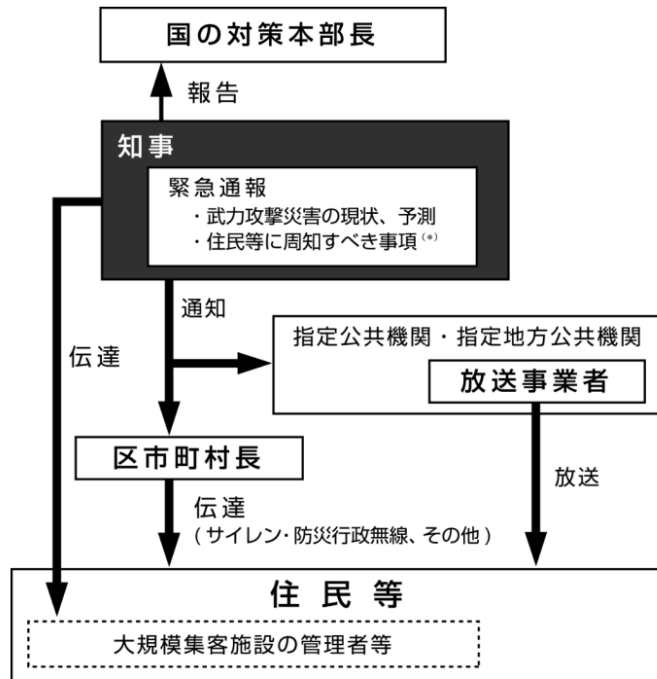 国の対策本部長
報告
知事
緊急通報
・武力攻撃災害の現状、予測
・住民等に周知すべき事項(*)
通知
指定公共機関・指定地方公共機関
伝達
放送事業者
区市町村長
放送
伝達
(サイレン・防災行政無線、その他)
住民等
大規模集客施設の管理者等